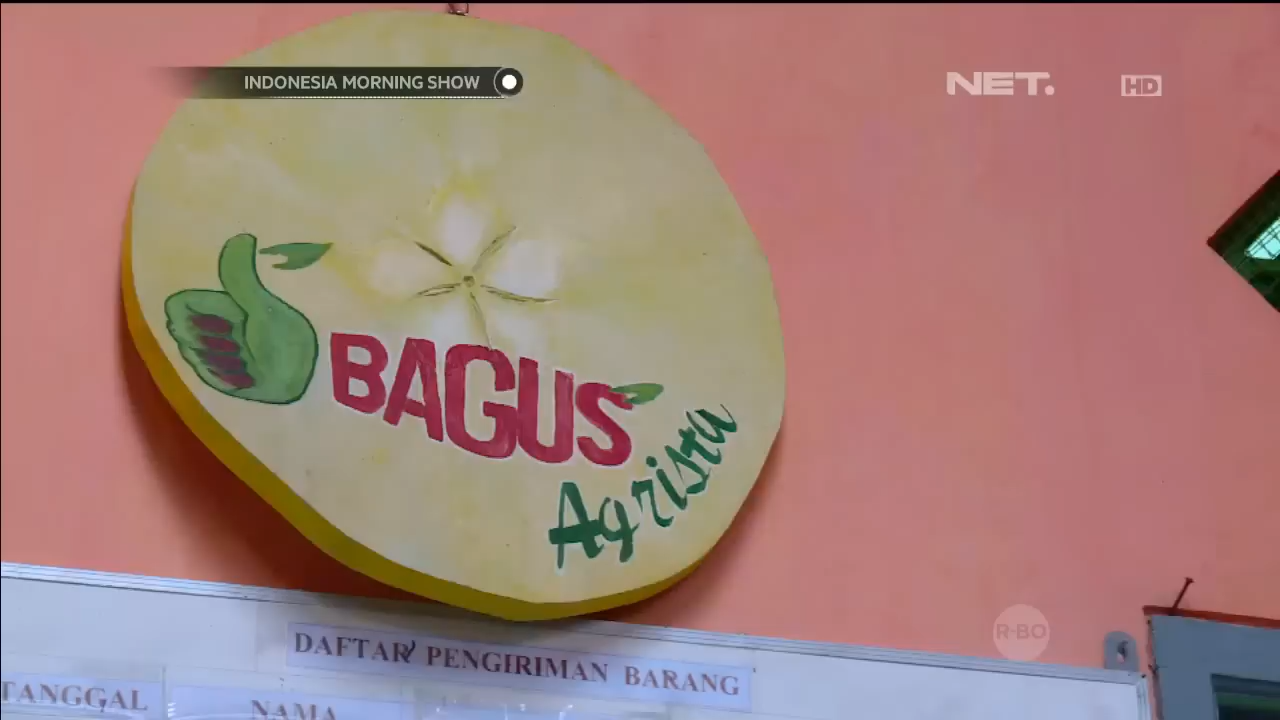 INDONESIA MORNING SHOW
NET.
HD
BAGUS
Agrista
R-BO
DAFTAR PENGIRIMAN BARANG
TANGGAL
NAMA